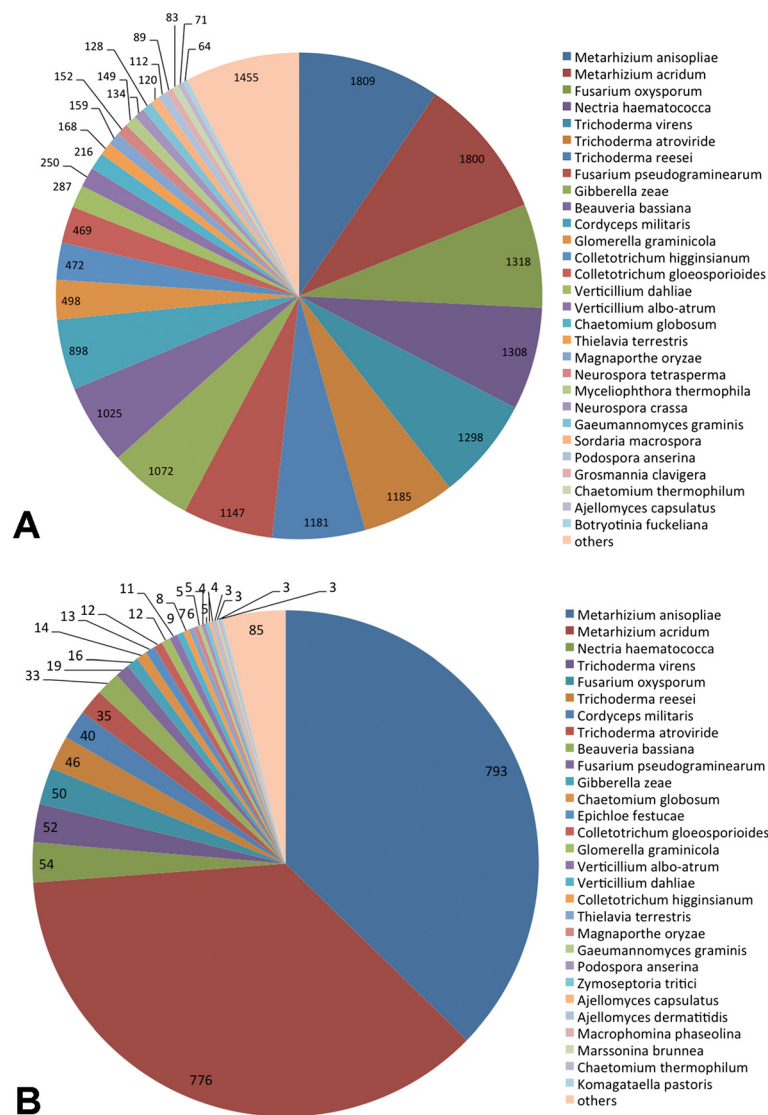 83
71
89
64
128
112
149
120
152
134
159
168
216
250
287
469
472
498
898
1025
1072
1147
1181
1185
1298
1308
1318
1800
1809
1455
A
Metarhizium anisopliae
Metarhizium acridum
Fusarium oxysporum
Nectria haematococca
Trichoderma virens
Trichoderma atroviride
Trichoderma reesei
Fusarium pseudograminearum
Gibberella zeae
Beauveria bassiana
Cordyceps militaris
Glomerella graminicola
Colletotrichum higginsianum
Colletotrichum gloeosporioides
Verticillium dahliae
Verticillium albo-atrum
Chaetomium globosum
Thielavia terrestris
Magnaporthe oryzae
Neurospora tetrasperma
Myceliophthora thermophila
Neurospora crassa
Gaeumannomyces graminis
Sordaria macrospora
Podospora anserina
Grosmannia clavigera
Chaetomium thermophilum
Ajellomyces capsulatus
Botryotinia fuckeliana
others
11
8
5
5
4
4
3
3
3
3
12
13
12
9
7
6
5
14
16
19
33
35
40
46
50
52
54
776
793
85
B
Metarhizium anisopliae
Metarhizium acridum
Nectria haematococca
Trichoderma virens
Fusarium oxysporum
Trichoderma reesei
Cordyceps militaris
Trichoderma atroviride
Beauveria bassiana
Fusarium pseudograminearum
Gibberella zeae
Chaetomium globosum
Epichloe festucae
Colletotrichum gloeosporioides
Glomerella graminicola
Verticillium albo-atrum
Verticillium dahliae
Colletotrichum higginsianum
Thielavia terrestris
Magnaporthe oryzae
Gaeumannomyces graminis
Podospora anserina
Zymoseptoria tritici
Ajellomyces capsulatus
Ajellomyces dermatitidis
Macrophomina phaseolina
Marssonina brunnea
Chaetomium thermophilum
Komagataella pastoris
others